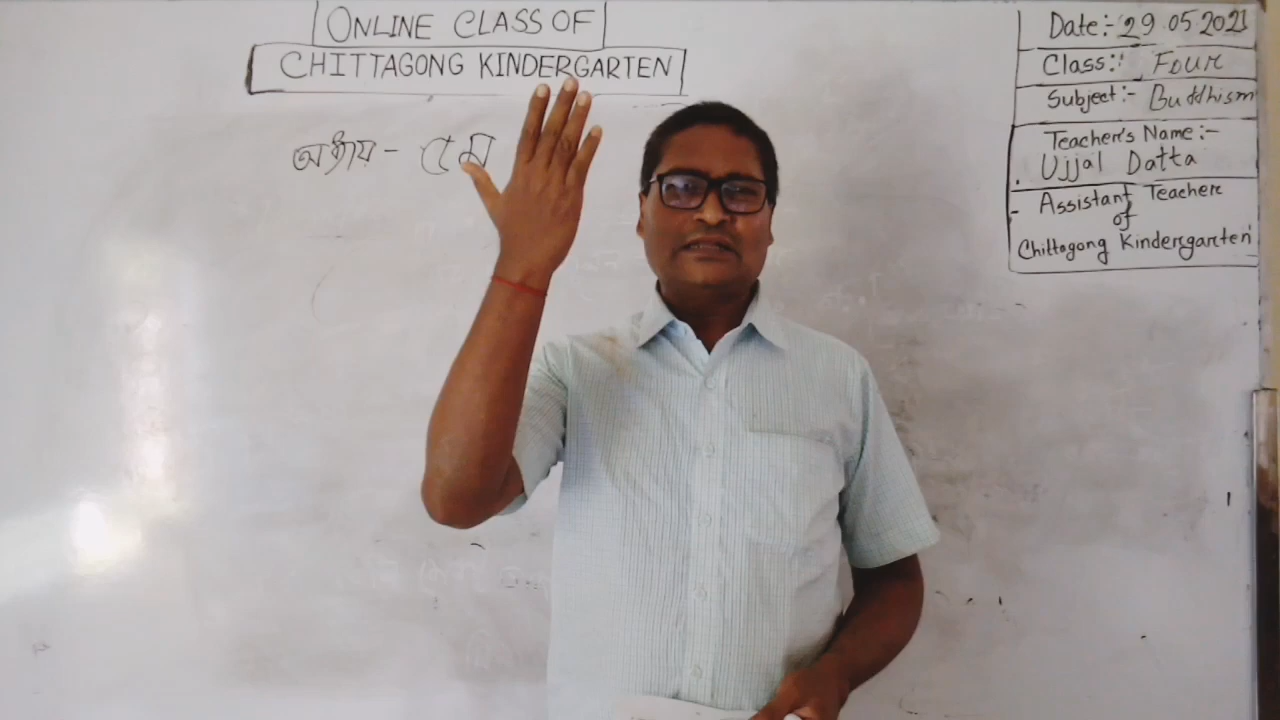 ONLINE CLASS OF
CHITTAGONG KINDERGARTEN
অধ্যায় - ৫ম
Date:- 29.05.2021
Class:- Four
Subject:- Buddhism
Teacher's Name:-
Ujjal Datta
Assistant Teacher
of
Chittagong Kindergarten